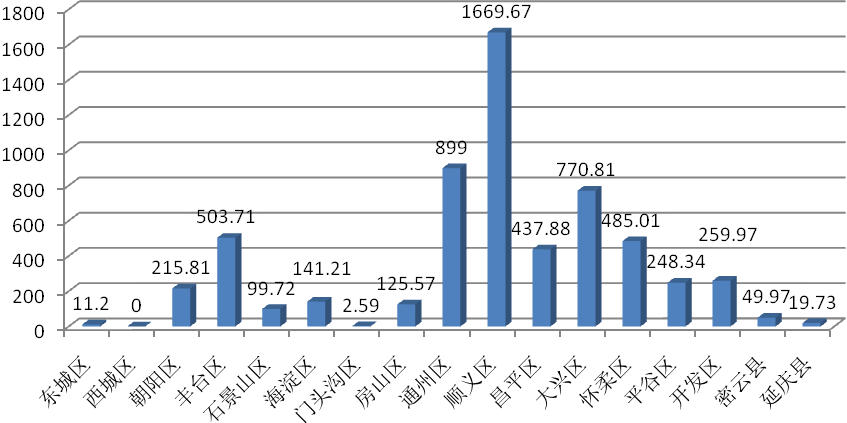 1800
1600
1400
1200
1000
800
600
400
200
0
11.2
0
215.81
503.71
99.72
141.21
2.59
125.57
899
1669.67
437.88
770.81
485.01
248.34
259.97
49.97
19.73
东城区
西城区
朝阳区
丰台区
石景山区
海淀区
门头沟区
房山区
通州区
顺义区
昌平区
大兴区
怀柔区
平谷区
开发区
密云县
延庆县